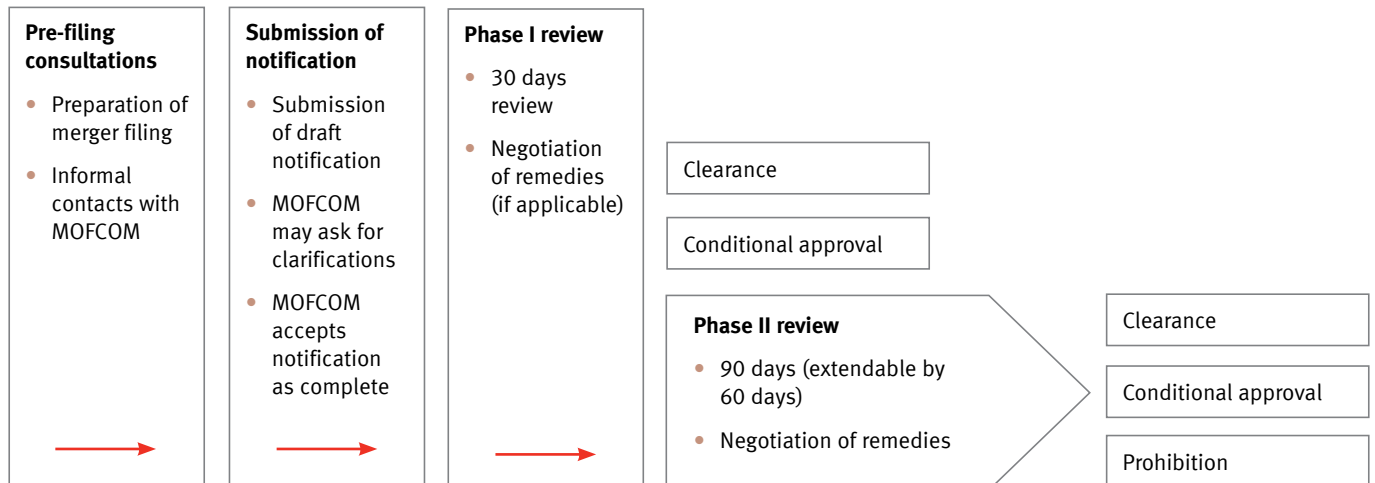 Pre-filing
consultations
• Preparation of
merger filing
• Informal
contacts with
MOFCOM
Submission of
notification
• Submission
of draft
notification
• MOFCOM
may ask for
clarifications
• MOFCOM
accepts
notification
as complete
Phase I review
• 30 days
review
• Negotiation
of remedies
(if applicable)
Clearance
Conditional approval
Phase II review
• 90 days (extendable by
60 days)
• Negotiation of remedies
Clearance
Conditional approval
Prohibition